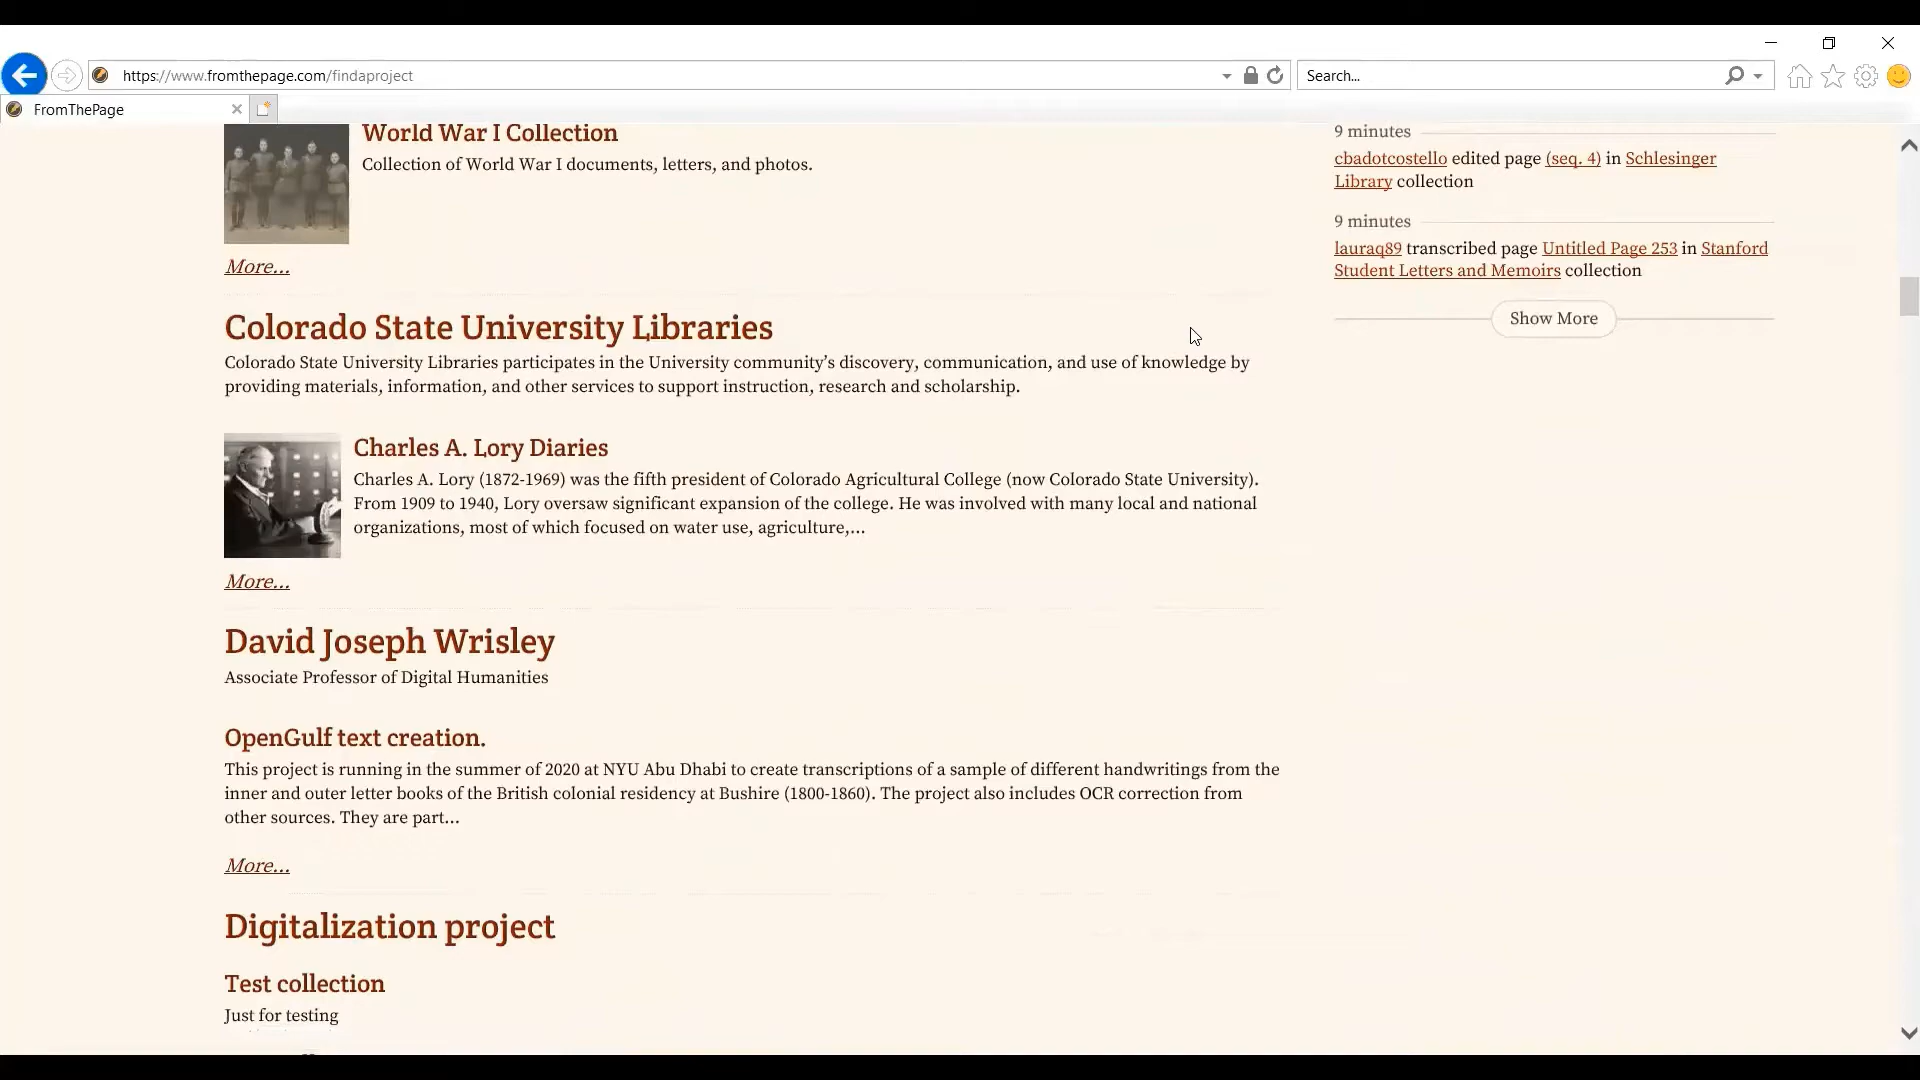 https://www.fromthepage.com/findaproject
Search...
FromThePage
World War I Collection
Collection of World War I documents, letters, and photos.
More...
Colorado State University Libraries
Colorado State University Libraries participates in the University community’s discovery, communication, and use of knowledge by
providing materials, information, and other services to support instruction, research and scholarship.
Charles A. Lory Diaries
Charles A. Lory (1872-1969) was the fifth president of Colorado Agricultural College (now Colorado State University).
From 1909 to 1940, Lory oversaw significant expansion of the college. He was involved with many local and national
organizations, most of which focused on water use, agriculture,...
More...
David Joseph Wrisley
Associate Professor of Digital Humanities
OpenGulf text creation.
This project is running in the summer of 2020 at NYU Abu Dhabi to create transcriptions of a sample of different handwritings from the
inner and outer letter books of the British colonial residency at Bushire (1800-1860). The project also includes OCR correction from
other sources. They are part...
More...
Digitalization project
Test collection
Just for testing
9 minutes
cbadotcostello edited page (seq. 4) in Schlesinger
Library collection
9 minutes
lauraq89 transcribed page Untitled Page 253 in Stanford
Student Letters and Memoirs collection
Show More